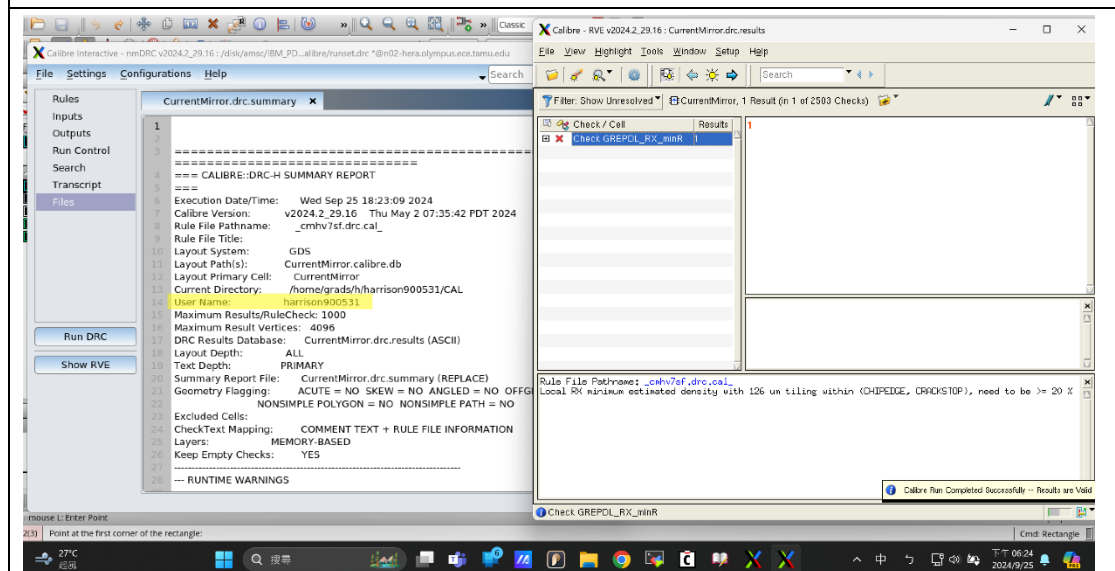 Classic
Calibre Interactive - nmDRC v2024.2_29.16 : /disk/amsc/IBM_PD...alibre/runset.drc *@n02-hera.olympus.ece.tamu.edu
File Settings Configurations Help
Search
Rules
Inputs
Outputs
Run Control
Search
Transcript
Files
Run DRC
Show RVE
CurrentMirror.drc.summary
1
2
3 ==================================================
==============================
4 === CALIBRE::DRC-H SUMMARY REPORT
5 ===
6 Execution Date/Time: Wed Sep 25 18:23:09 2024
7 Calibre Version: v2024.2_29.16 Thu May 2 07:35:42 PDT 2024
8 Rule File Pathname: _cmhv7sf.drc.cal_
9 Rule File Title:
10 Layout System: GDS
11 Layout Path(s): CurrentMirror.calibre.db
12 Layout Primary Cell: CurrentMirror
13 Current Directory: /home/grads/h/harrison900531/CAL
14 User Name: harrison900531
15 Maximum Results/RuleCheck: 1000
16 Maximum Result Vertices: 4096
17 DRC Results Database: CurrentMirror.drc.results (ASCII)
18 Layout Depth: ALL
19 Text Depth: PRIMARY
20 Summary Report File: CurrentMirror.drc.summary (REPLACE)
21 Geometry Flagging: ACUTE = NO SKEW = NO ANGLED = NO OFFG
22 NONSIMPLE POLYGON = NO NONSIMPLE PATH = NO
23 Excluded Cells:
24 CheckText Mapping: COMMENT TEXT + RULE FILE INFORMATION
25 Layers: MEMORY-BASED
26 Keep Empty Checks: YES
27 ----------------------------------------------------------------------
28 --- RUNTIME WARNINGS
Calibre - RVE v2024.2_29.16 : CurrentMirror.drc.results
File View Highlight Tools Window Setup Help
Search
Filter: Show Unresolved CurrentMirror, 1 Result (in 1 of 2503 Checks)
Check / Cell Results
Check GREPDL_RX_minR 1
1
Rule File Pathname: _cmhv7sf.drc.cal_
Local RX minimum estimated density with 126 um tiling within (CHIPEDGE, CRACKSTOP), need to be >= 20 %
Calibre Run Completed Successfully -- Results are Valid
Check GREPDL_RX_minR
mouse L: Enter Point
2(3) Point at the first corner of the rectangle:
Cmd: Rectangle
27°C
搜尋
中
下午 06:24
2024/9/25